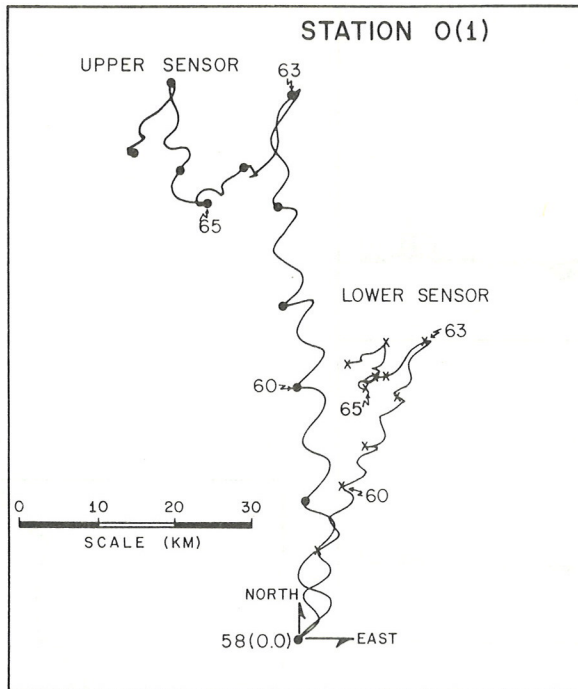 STATION O(1)
UPPER SENSOR
63
65
LOWER SENSOR
63
60
65
60
0 10 20 30
SCALE (KM)
NORTH
58(0.0)
EAST